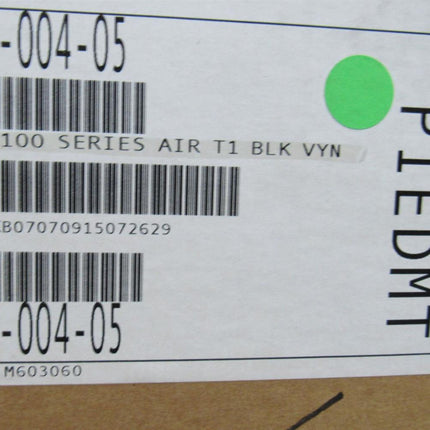 -004-05
100 SERIES AIR T1 BLK VYN
B07070915072629
-004-05
M603060
PIEDMT